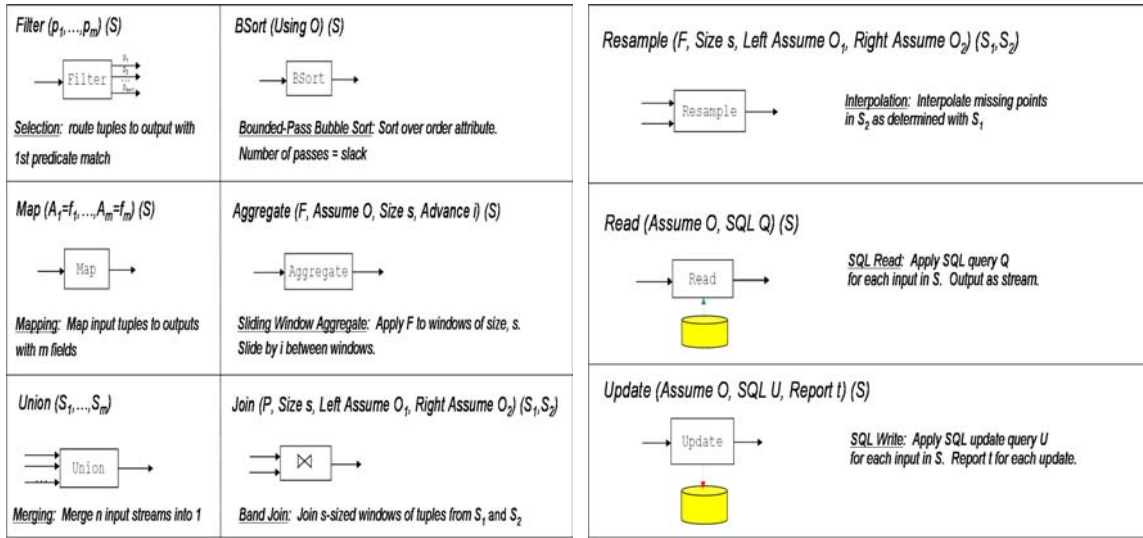 Filter (p₁,...,pₘ) (S)
p₁
p₂
...
Filter
Selection: route tuples to output with
1st predicate match
BSort (Using O) (S)
BSort
Bounded-Pass Bubble Sort: Sort over order attribute.
Number of passes = slack
Map (A₁=f₁,...,Aₘ=fₘ) (S)
Map
Mapping: Map input tuples to outputs
with m fields
Aggregate (F, Assume O, Size s, Advance i) (S)
Aggregate
Sliding Window Aggregate: Apply F to windows of size, s.
Slide by i between windows.
Union (S₁,...,Sₘ)
Union
...
Merging: Merge n input streams into 1
Join (P, Size s, Left Assume O₁, Right Assume O₂) (S₁,S₂)
⋈
Band Join: Join s-sized windows of tuples from S₁ and S₂
Resample (F, Size s, Left Assume O₁, Right Assume O₂) (S₁,S₂)
Resample
Interpolation: Interpolate missing points
in S₂ as determined with S₁
Read (Assume O, SQL Q) (S)
Read
SQL Read: Apply SQL query Q
for each input in S. Output as stream.
Update (Assume O, SQL U, Report t) (S)
Update
SQL Write: Apply SQL update query U
for each input in S. Report t for each update.